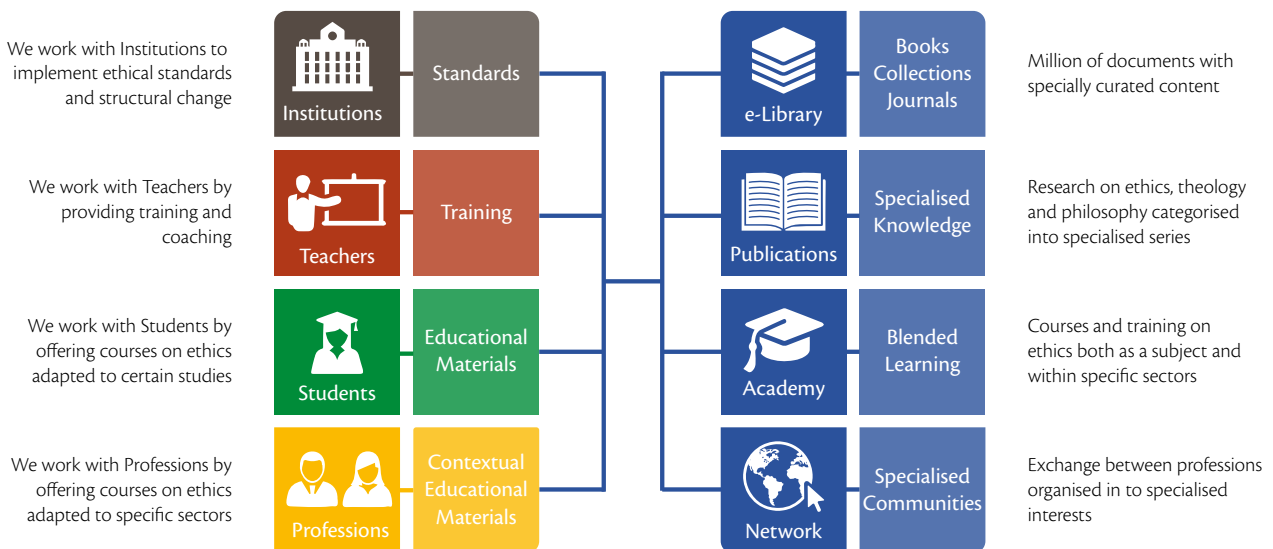 We work with Institutions to
implement ethical standards
and structural change
Institutions
Standards
e-Library
Books
Collections
Journals
Million of documents with
specially curated content
We work with Teachers by
providing training and
coaching
Teachers
Training
Publications
Specialised
Knowledge
Research on ethics, theology
and philosophy categorised
into specialised series
We work with Students by
offering courses on ethics
adapted to certain studies
Students
Educational
Materials
Academy
Blended
Learning
Courses and training on
ethics both as a subject and
within specific sectors
We work with Professions by
offering courses on ethics
adapted to specific sectors
Professions
Contextual
Educational
Materials
Network
Specialised
Communities
Exchange between professions
organised in to specialised
interests